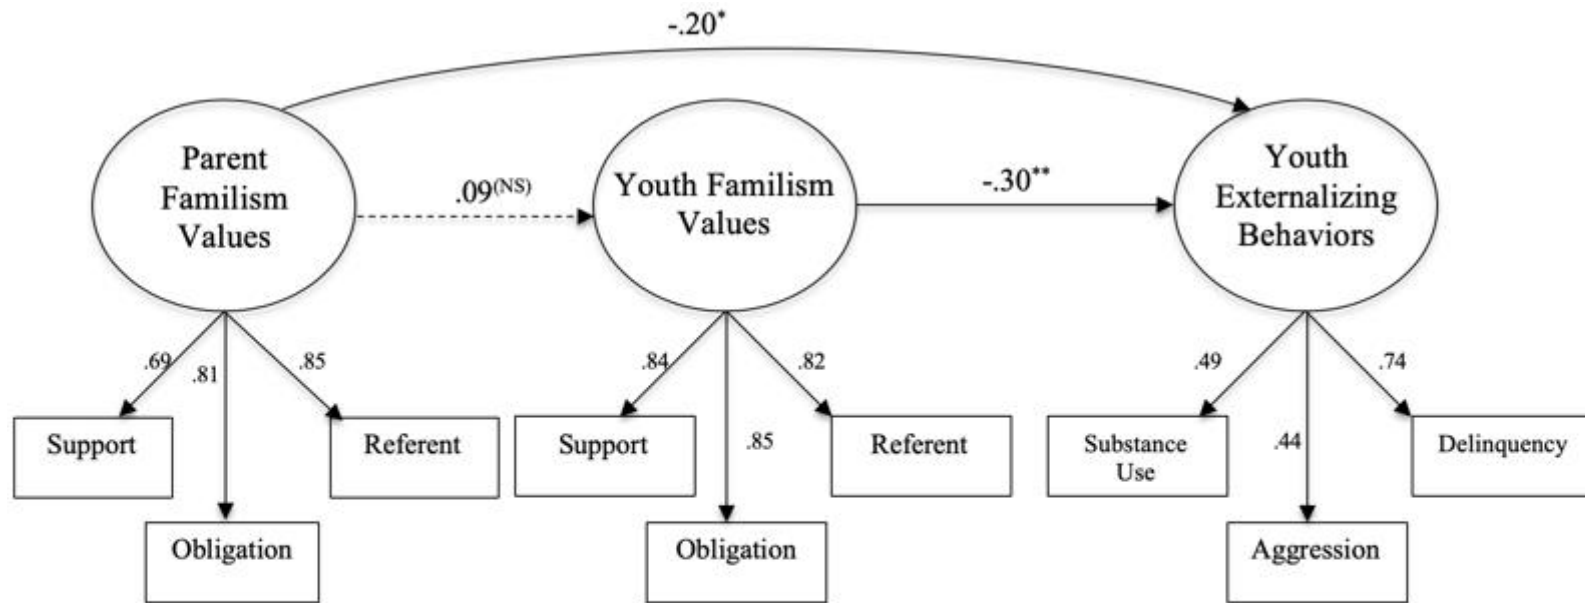 -.20*
Parent
Familism
Values
.09(NS)
Youth Familism
Values
-.30**
Youth
Externalizing
Behaviors
.69
.81
.85
.84
.85
.82
.49
.44
.74
Support
Referent
Support
Referent
Substance
Use
Delinquency
Obligation
Obligation
Aggression